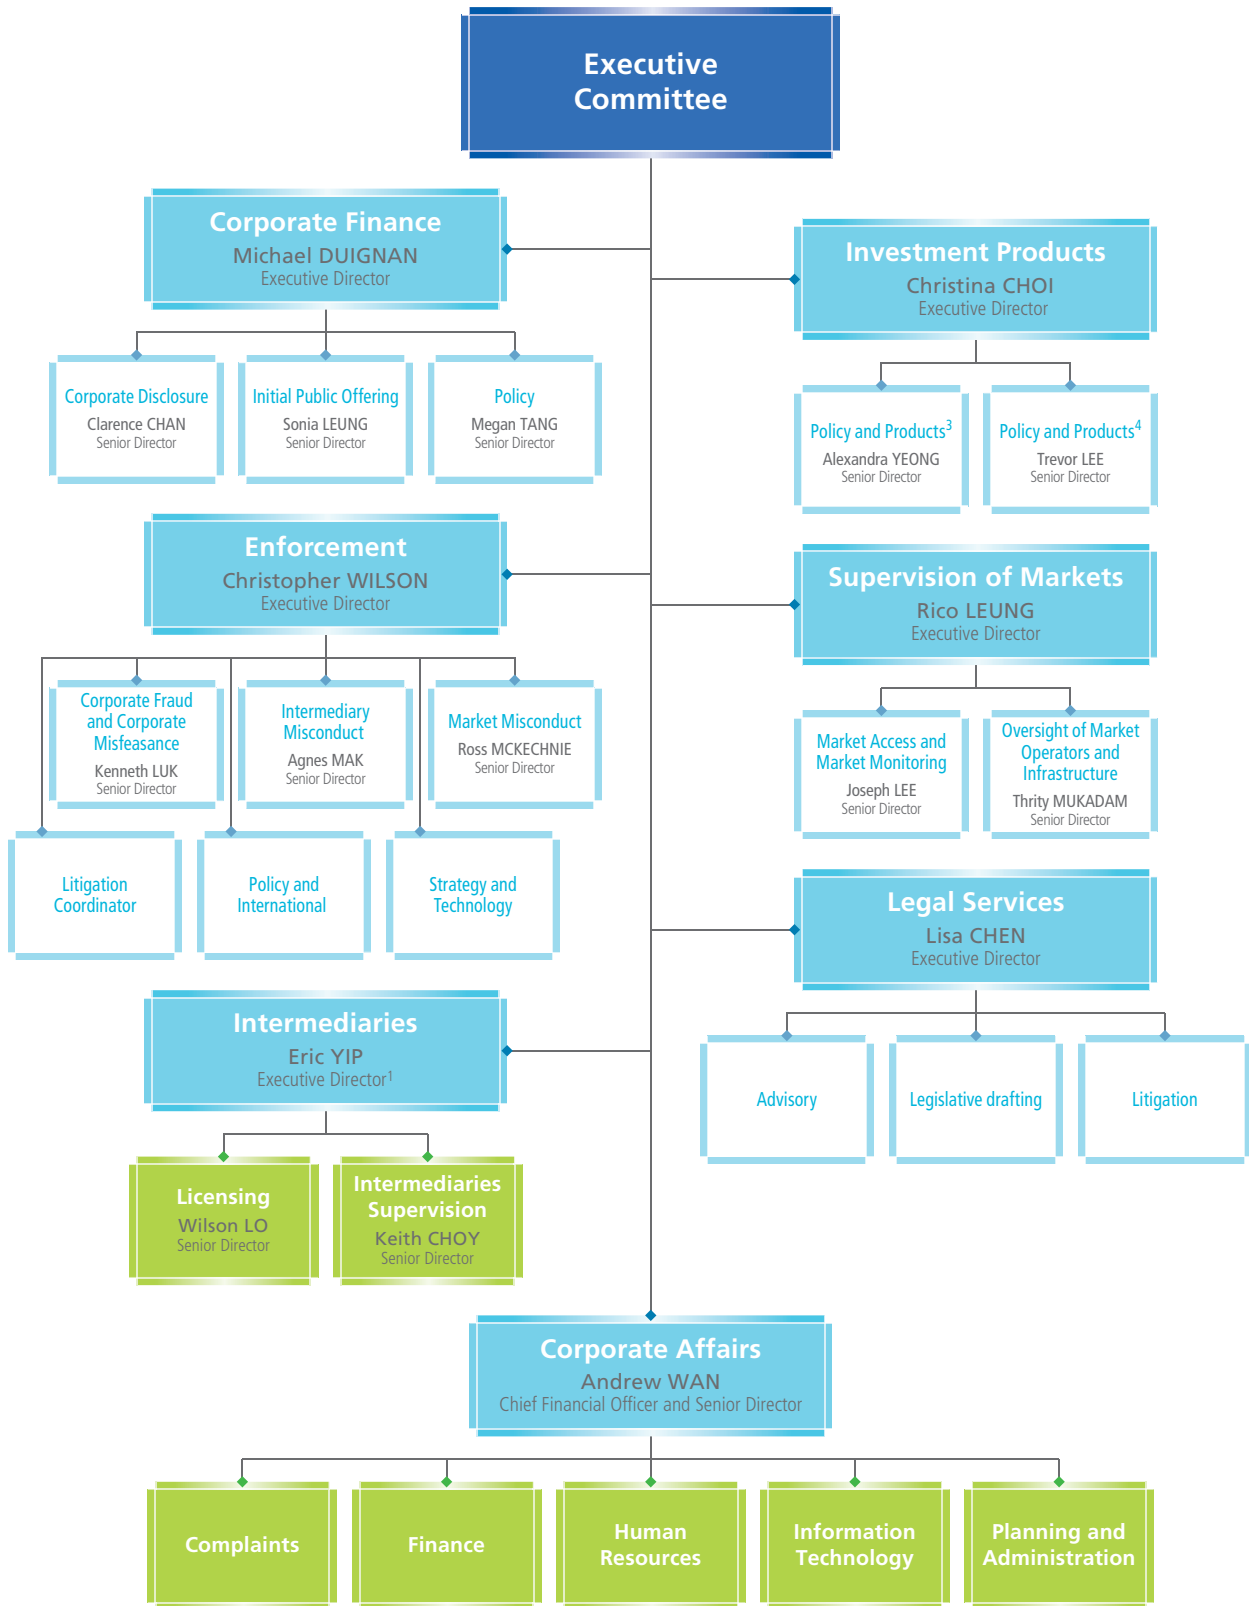 Executive
Committee
Corporate Finance
Michael DUIGNAN
Executive Director
Investment Products
Christina CHOI
Executive Director
Corporate Disclosure
Clarence CHAN
Senior Director
Initial Public Offering
Sonia LEUNG
Senior Director
Policy
Megan TANG
Senior Director
Policy and Products³
Alexandra YEONG
Senior Director
Policy and Products⁴
Trevor LEE
Senior Director
Enforcement
Christopher WILSON
Executive Director
Supervision of Markets
Rico LEUNG
Executive Director
Corporate Fraud
and Corporate
Misfeasance
Kenneth LUK
Senior Director
Intermediary
Misconduct
Agnes MAK
Senior Director
Market Misconduct
Ross MCKECHNIE
Senior Director
Market Access and
Market Monitoring
Joseph LEE
Senior Director
Oversight of Market
Operators and
Infrastructure
Thrity MUKADAM
Senior Director
Litigation
Coordinator
Policy and
International
Strategy and
Technology
Legal Services
Lisa CHEN
Executive Director
Intermediaries
Eric YIP
Executive Director¹
Advisory
Legislative drafting
Litigation
Licensing
Wilson LO
Senior Director
Intermediaries
Supervision
Keith CHOY
Senior Director
Corporate Affairs
Andrew WAN
Chief Financial Officer and Senior Director
Complaints
Finance
Human
Resources
Information
Technology
Planning and
Administration